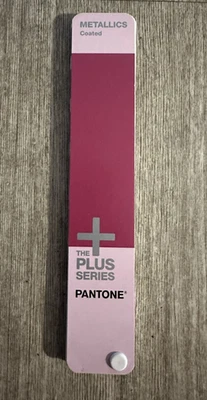 METALLICS
Coated
THE
PLUS
SERIES
PANTONE®